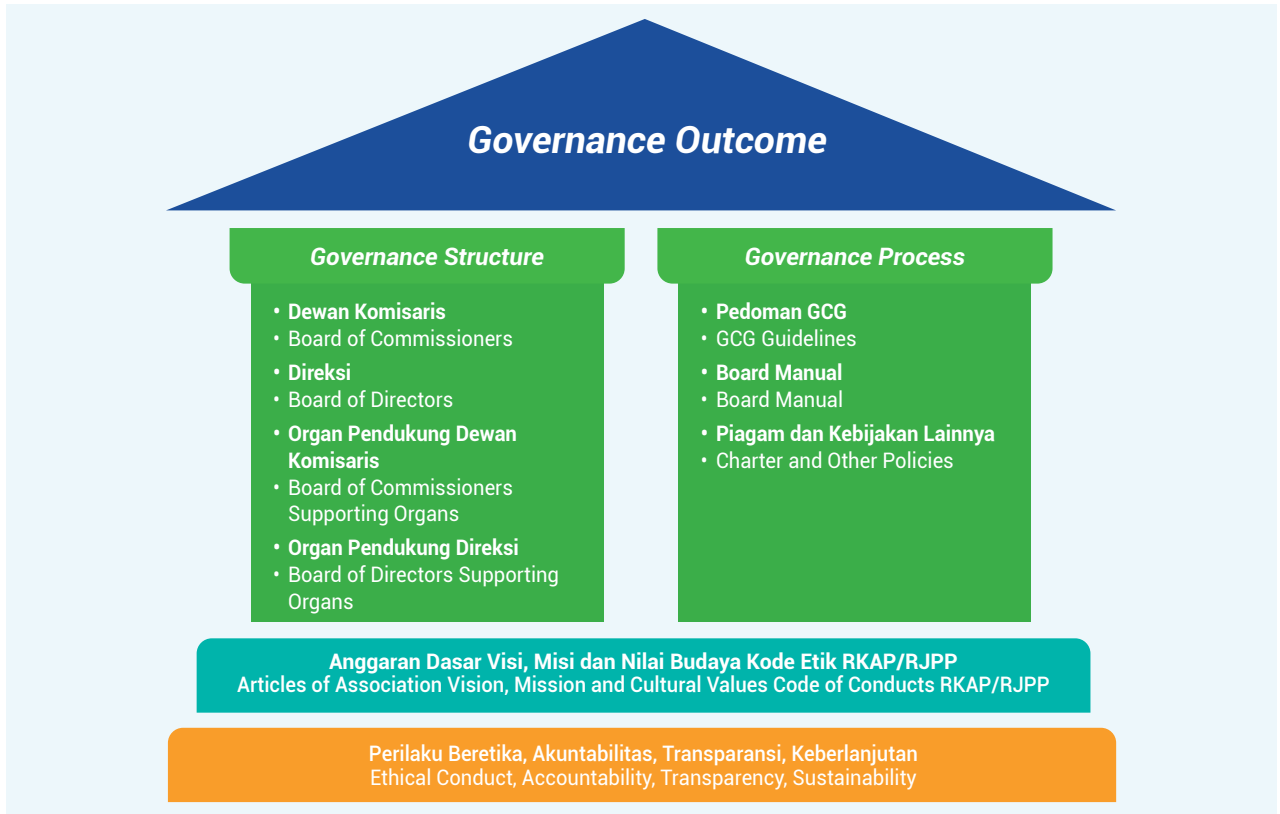 Governance Outcome
Governance Structure
• Dewan Komisaris
• Board of Commissioners
• Direksi
• Board of Directors
• Organ Pendukung Dewan
Komisaris
• Board of Commissioners
Supporting Organs
• Organ Pendukung Direksi
• Board of Directors Supporting
Organs
Governance Process
• Pedoman GCG
• GCG Guidelines
• Board Manual
• Board Manual
• Piagam dan Kebijakan Lainnya
• Charter and Other Policies
Anggaran Dasar Visi, Misi dan Nilai Budaya Kode Etik RKAP/RJPP
Articles of Association Vision, Mission and Cultural Values Code of Conducts RKAP/RJPP
Perilaku Beretika, Akuntabilitas, Transparansi, Keberlanjutan
Ethical Conduct, Accountability, Transparency, Sustainability